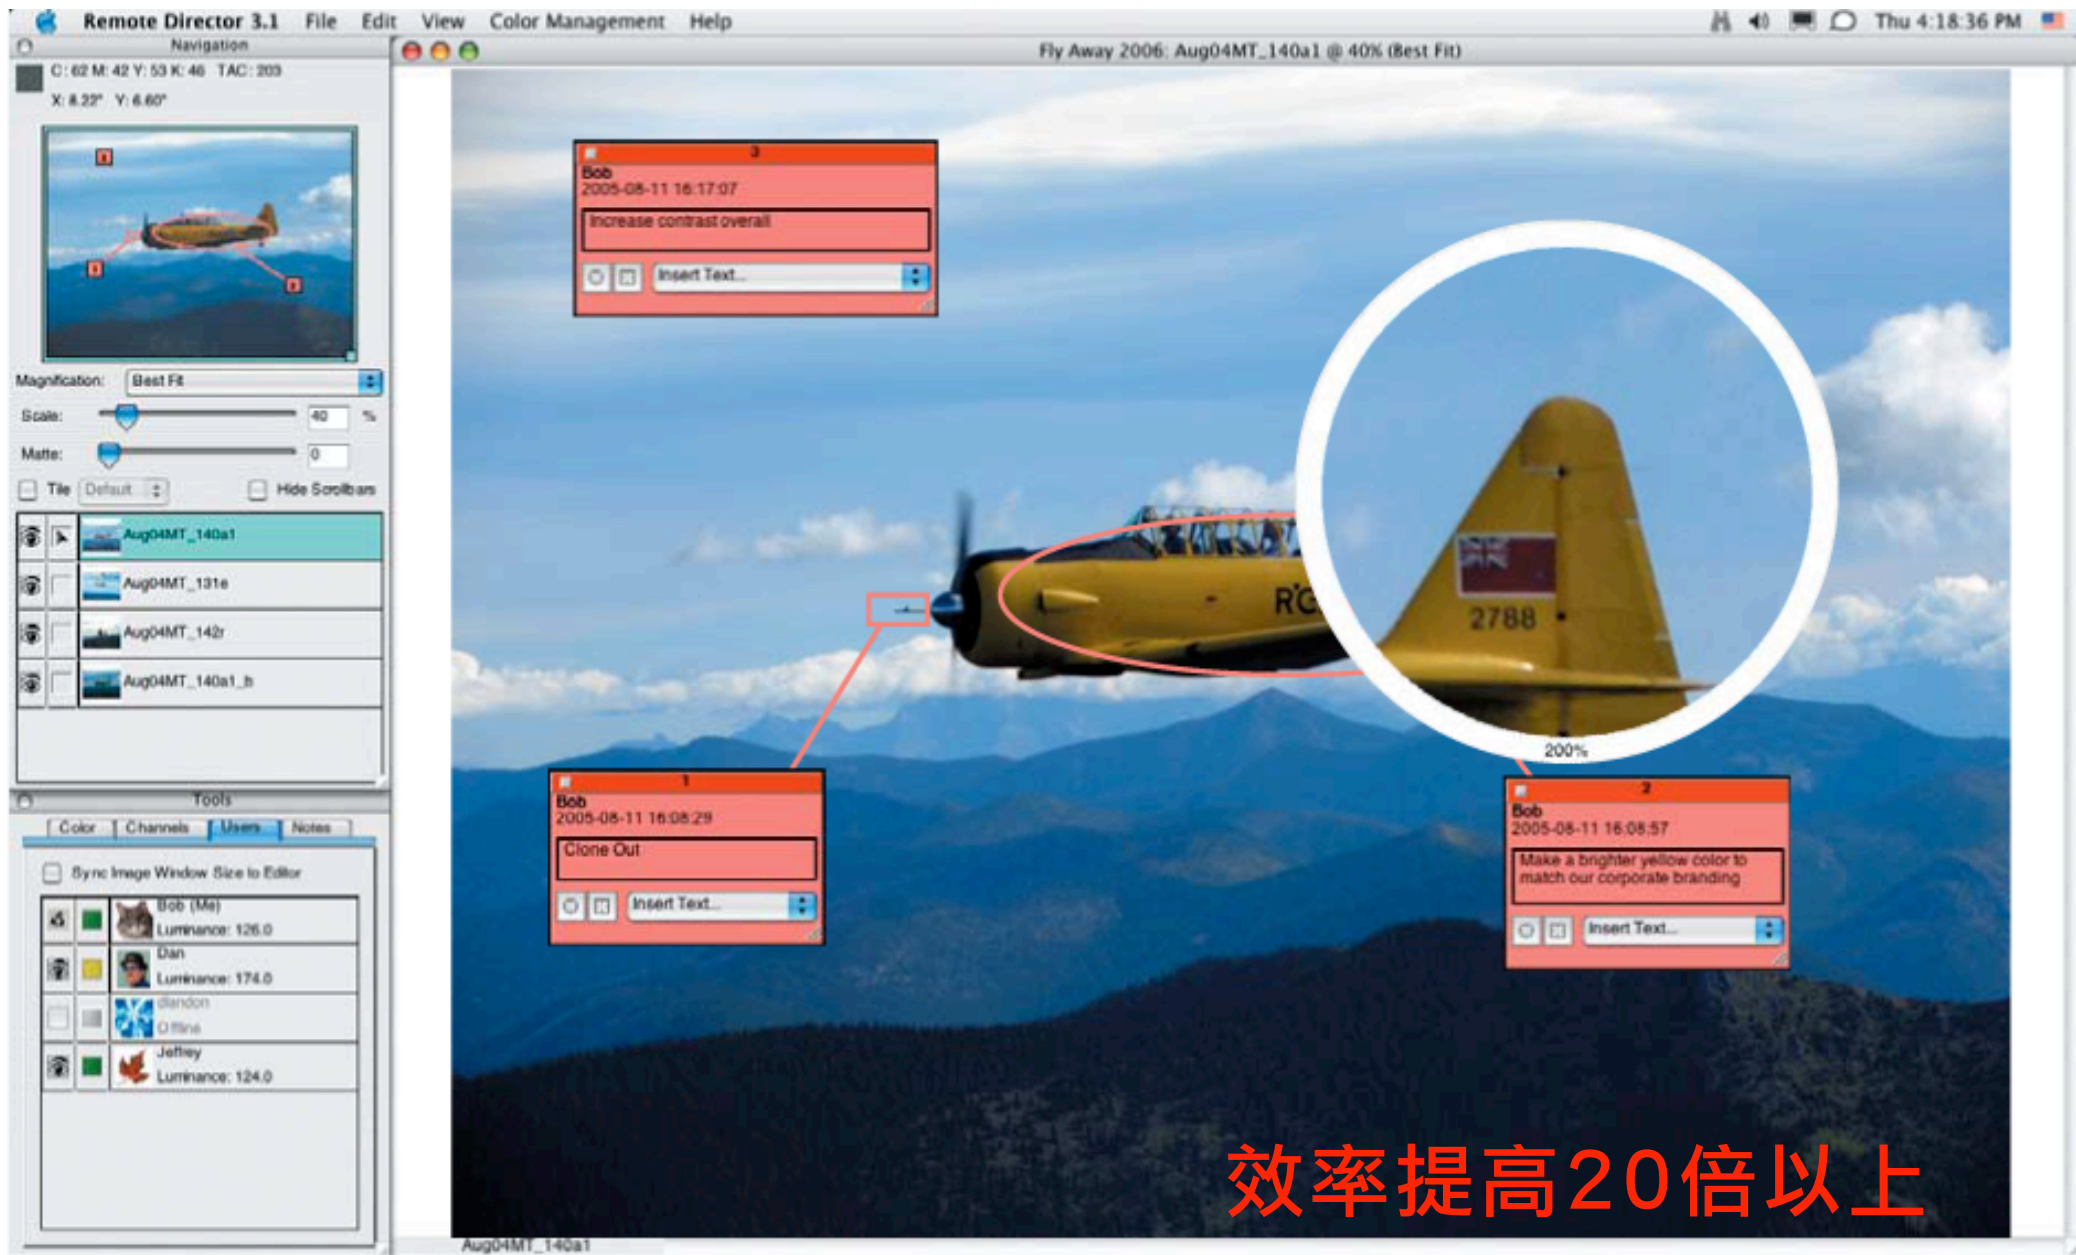 Remote Director 3.1 File Edit View Color Management Help
Thu 4:18:36 PM
Navigation
Fly Away 2006: Aug04MT_140a1 @ 40% (Best Fit)
C: 62 M: 42 Y: 53 K: 46 TAC: 203
X: 8.22" Y: 6.60"
Magnification: Best Fit
Scale: 40 %
Matte: 0
Tile Default Hide Scrollbars
Aug04MT_140a1
Aug04MT_131e
Aug04MT_142r
Aug04MT_140a1_b
Tools
Color Channels Users Notes
Sync Image Window Size to Editor
Bob (Me)
Luminance: 126.0
Dan
Luminance: 174.0
dlandon
Offline
Jeffrey
Luminance: 124.0
3
Bob
2005-08-11 16:17:07
Increase contrast overall
Insert Text...
2788
200%
1
Bob
2005-08-11 16:08:29
Clone Out
Insert Text...
2
Bob
2005-08-11 16:08:57
Make a brighter yellow color to
match our corporate branding
Insert Text...
效率提高20倍以上
Aug04MT_140a1